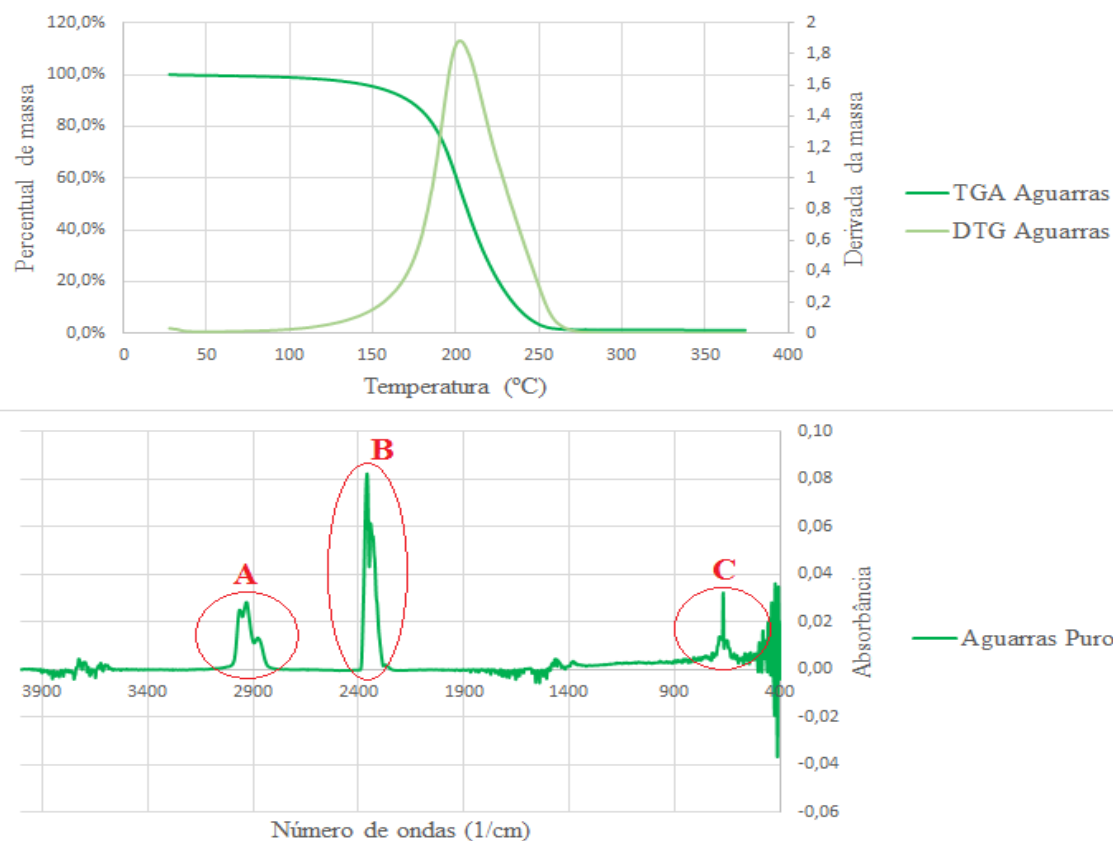 120,0%
100,0%
80,0%
60,0%
40,0%
20,0%
0,0%
Percentual de massa
0 50 100 150 200 250 300 350 400
Temperatura (ºC)
2
1,8
1,6
1,4
1,2
1
0,8
0,6
0,4
0,2
0
Derivada da massa
TGA Aguarras
DTG Aguarras
A
B
C
0,10
0,08
0,06
0,04
0,02
0,00
-0,02
-0,04
-0,06
Absorbância
3900 3400 2900 2400 1900 1400 900 400
Número de ondas (1/cm)
Aguarras Puro